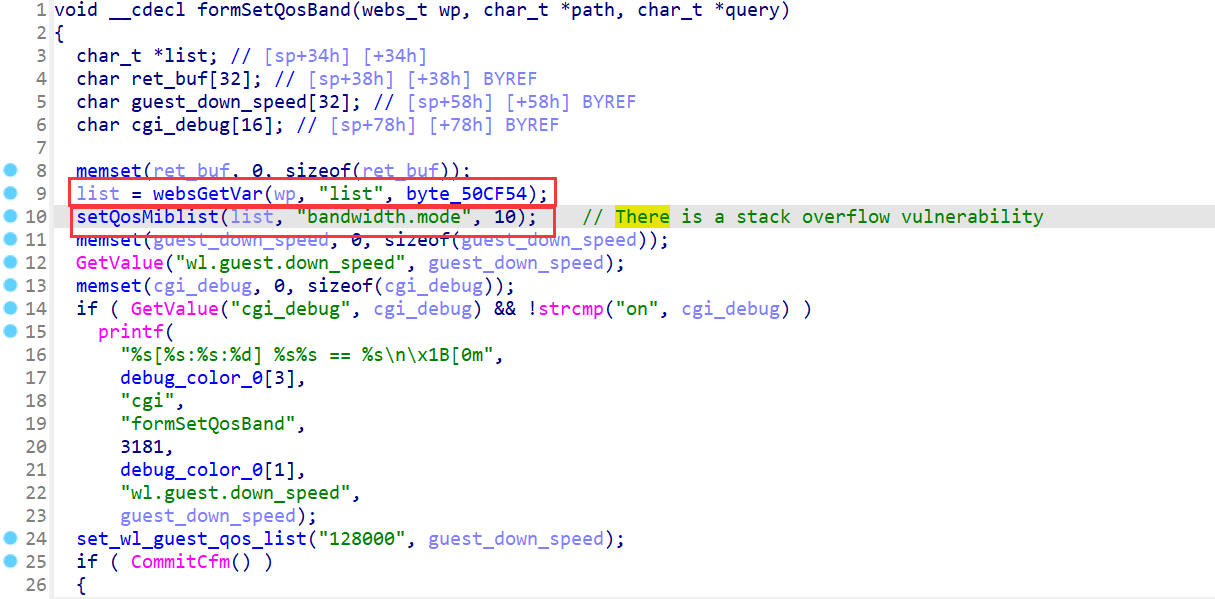 1 void __cdecl formSetQosBand(webs_t wp, char_t *path, char_t *query)
2 {
3 char_t *list; // [sp+34h] [+34h]
4 char ret_buf[32]; // [sp+38h] [+38h] BYREF
5 char guest_down_speed[32]; // [sp+58h] [+58h] BYREF
6 char cgi_debug[16]; // [sp+78h] [+78h] BYREF
7
8 memset(ret_buf, 0, sizeof(ret_buf));
9 list = websGetVar(wp, "list", byte_50CF54);
10 setQosMiblist(list, "bandwidth.mode", 10); // There is a stack overflow vulnerability
11 memset(guest_down_speed, 0, sizeof(guest_down_speed));
12 GetValue("wl.guest.down_speed", guest_down_speed);
13 memset(cgi_debug, 0, sizeof(cgi_debug));
14 if ( GetValue("cgi_debug", cgi_debug) && !strcmp("on", cgi_debug) )
15 printf(
16 "%s[%s:%s:%d] %s%s == %s\n\x1B[0m",
17 debug_color_0[3],
18 "cgi",
19 "formSetQosBand",
20 3181,
21 debug_color_0[1],
22 "wl.guest.down_speed",
23 guest_down_speed);
24 set_wl_guest_qos_list("128000", guest_down_speed);
25 if ( CommitCfm() )
26 {